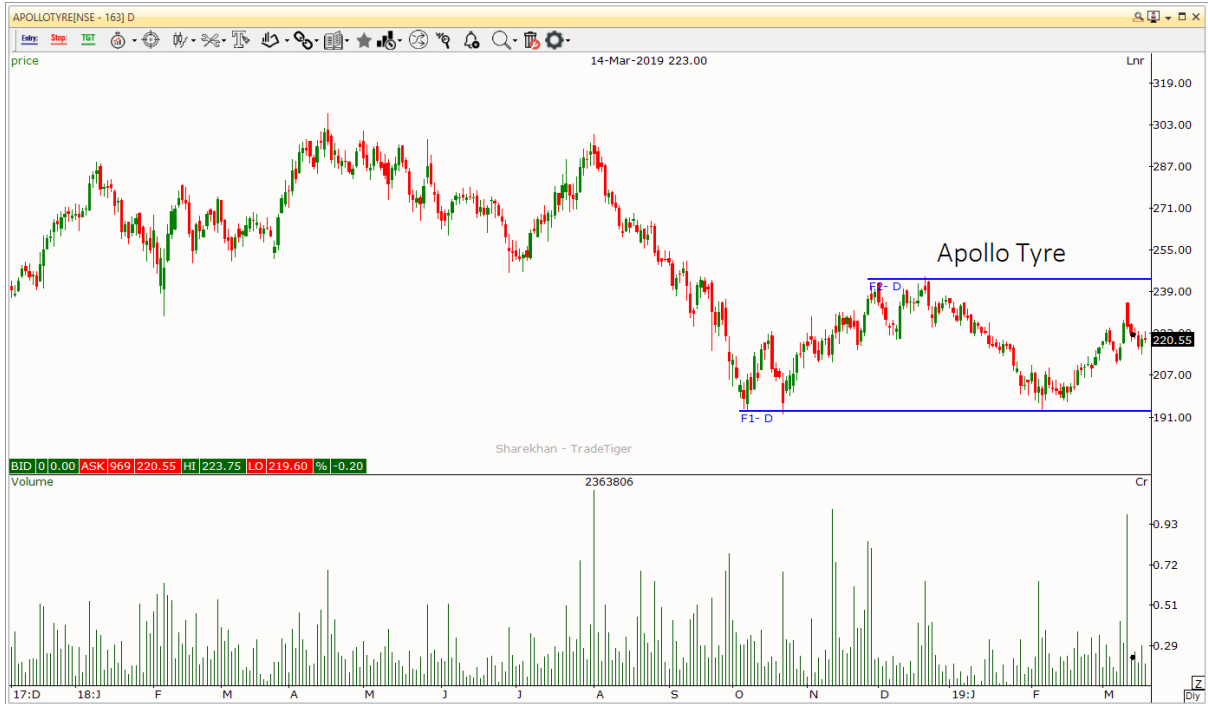 APOLLOTYRE[NSE - 163] D
Entry: Stop: TGT
price 14-Mar-2019 223.00 Lnr
319.00
303.00
287.00
271.00
255.00
Apollo Tyre
F2- D
239.00
223.00
220.55
207.00
F1- D
191.00
Sharekhan - TradeTiger
BID 0 0.00 ASK 969 220.55 HI 223.75 LO 219.60 % -0.20
Volume 2363806 Cr
0.93
0.72
0.51
0.29
Z
17:D 18:J F M A M J J A S O N D 19:J F M Dly